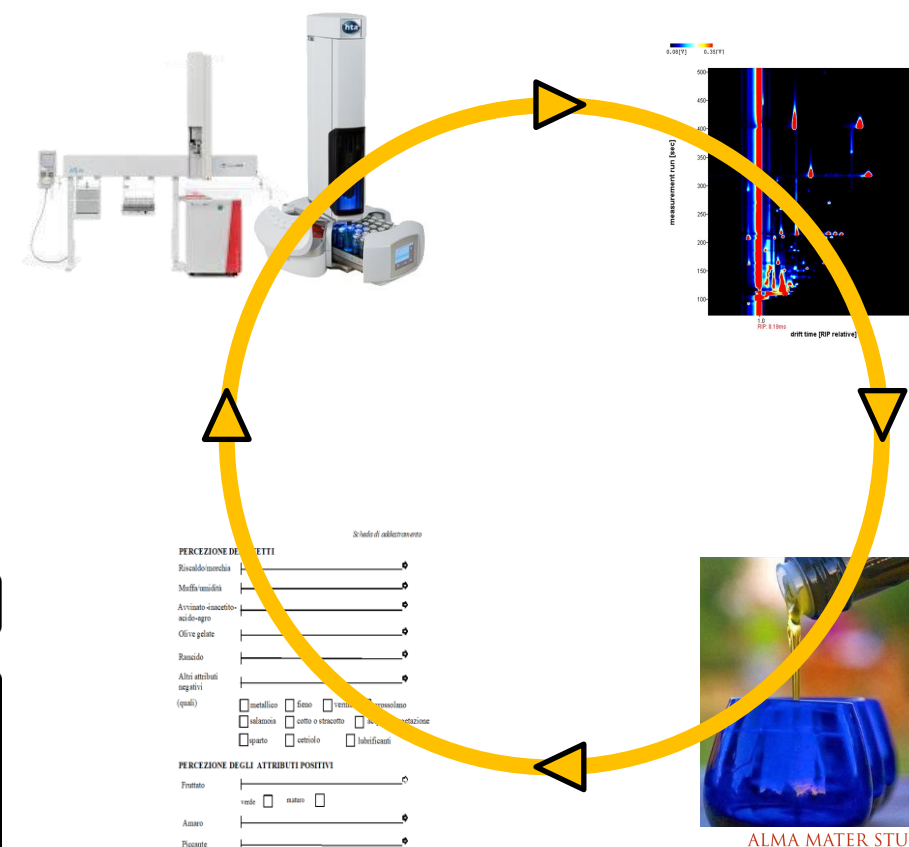 hta
0.08[V] 0.35[V]
500
450
400
350
300
250
200
150
100
measurement run [sec]
1.0
RIP: 8.19ms
drift time [RIP relative]
Scheda di addestramento
PERCEZIONE DE ETTI
Riscaldo/morchia
Muffa/umidità
Avvinato-inacetito-
acido-agro
Olive gelate
Rancido
Altri attributi
negativi
(quali)
metallico fieno
salamoia cotto o stracotto
sparto cetriolo lubrificanti
PERCEZIONE DEGLI ATTRIBUTI POSITIVI
Fruttato
verde maturo
Amaro
Piccante
ALMA MATER STU